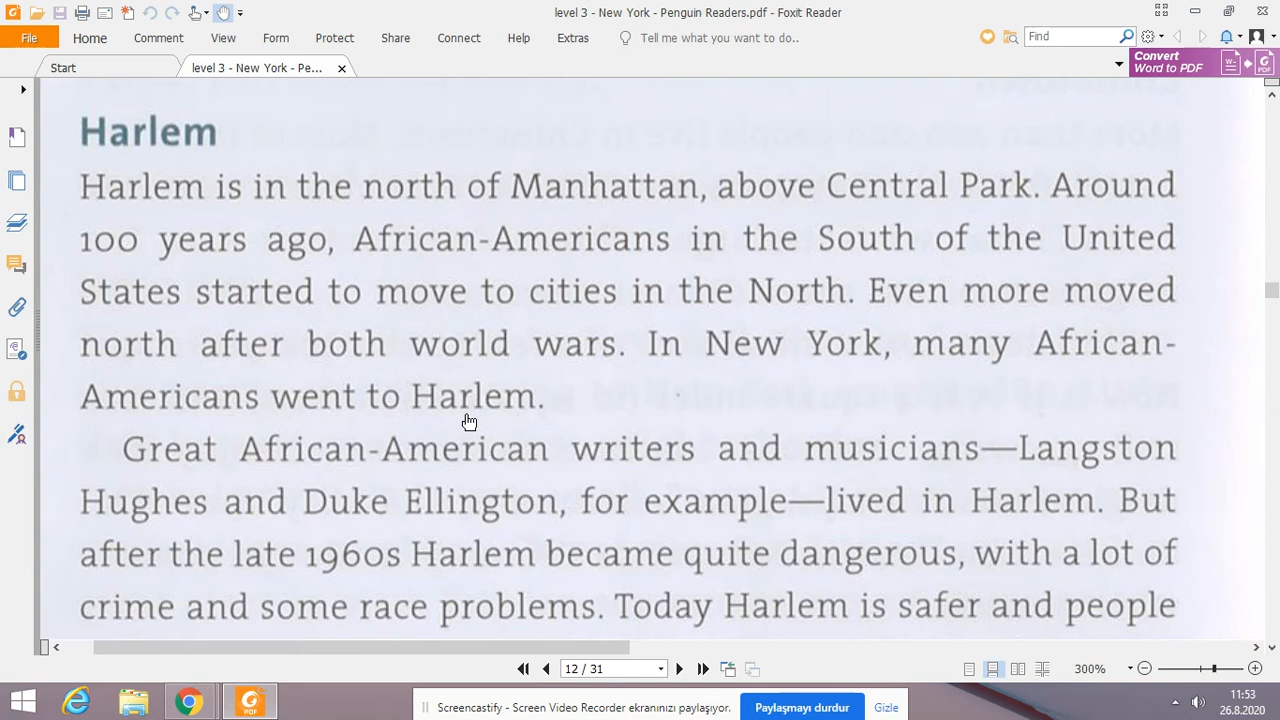 level 3 - New York - Penguin Readers.pdf - Foxit Reader
File Home Comment View Form Protect Share Connect Help Extras Tell me what you want to do.. Find
Start level 3 - New York - Pe...
Convert
Word to PDF
Harlem
Harlem is in the north of Manhattan, above Central Park. Around
100 years ago, African-Americans in the South of the United
States started to move to cities in the North. Even more moved
north after both world wars. In New York, many African-
Americans went to Harlem.
Great African-American writers and musicians—Langston
Hughes and Duke Ellington, for example—lived in Harlem. But
after the late 1960s Harlem became quite dangerous, with a lot of
crime and some race problems. Today Harlem is safer and people
12 / 31 300%
Screencastify - Screen Video Recorder ekranınızı paylaşıyor. Paylaşmayı durdur Gizle
11:53
26.8.2020